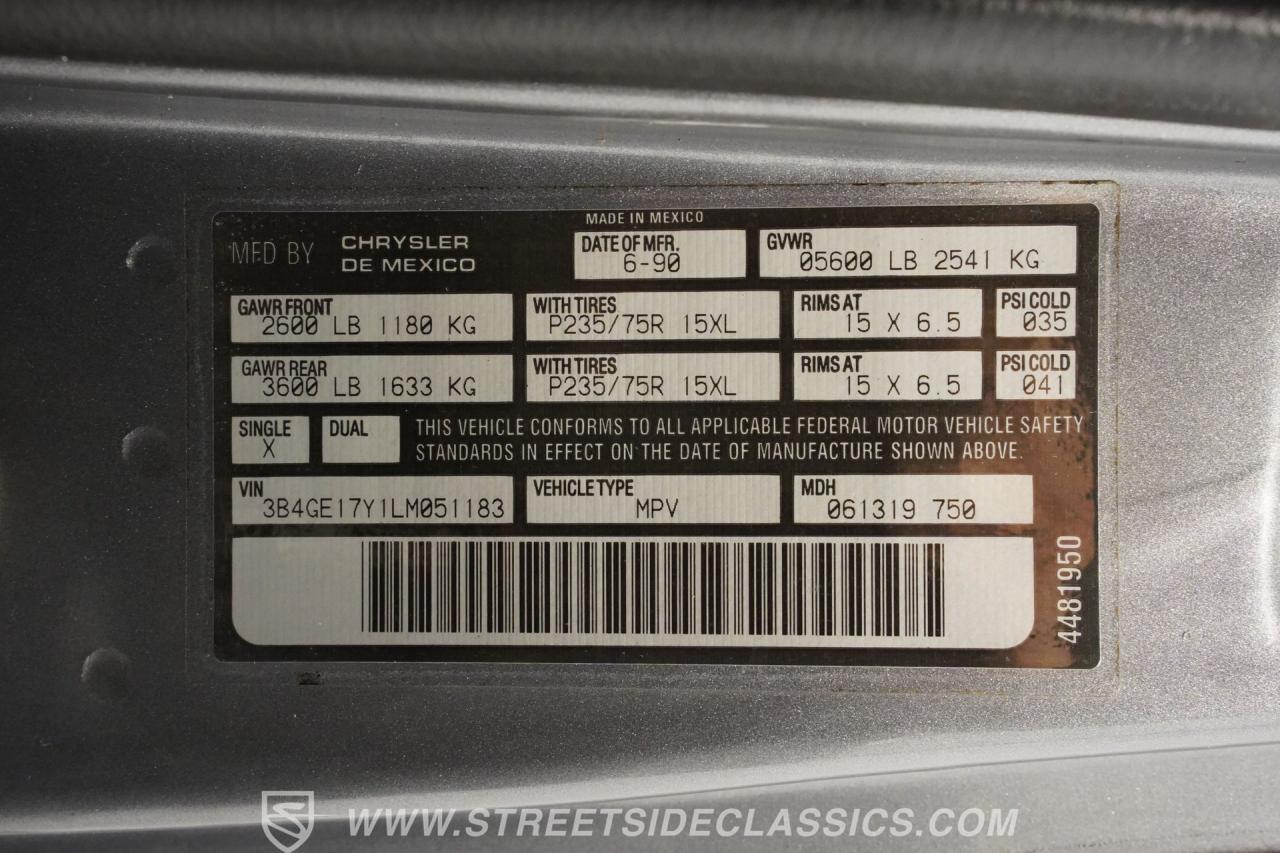 MADE IN MEXICO
MFD BY CHRYSLER DE MEXICO
DATE OF MFR. 6-90
GVWR 05600 LB 2541 KG
GAWR FRONT 2600 LB 1180 KG
WITH TIRES P235/75R 15XL
RIMS AT 15 X 6.5
PSI COLD 035
GAWR REAR 3600 LB 1633 KG
WITH TIRES P235/75R 15XL
RIMS AT 15 X 6.5
PSI COLD 041
SINGLE X
DUAL
THIS VEHICLE CONFORMS TO ALL APPLICABLE FEDERAL MOTOR VEHICLE SAFETY
STANDARDS IN EFFECT ON THE DATE OF MANUFACTURE SHOWN ABOVE.
VIN 3B4GE17Y1LM051183
VEHICLE TYPE MPV
MDH 061319 750
4481950
WWW.STREETSIDECLASSICS.COM